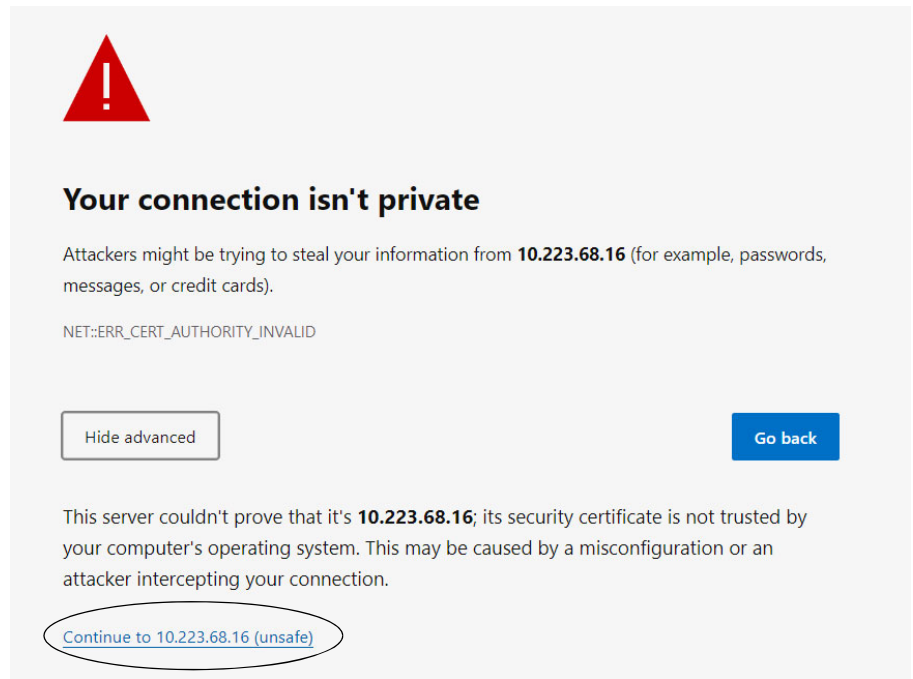 !
Your connection isn't private
Attackers might be trying to steal your information from 10.223.68.16 (for example, passwords,
messages, or credit cards).
NET::ERR_CERT_AUTHORITY_INVALID
Hide advanced
Go back
This server couldn't prove that it's 10.223.68.16; its security certificate is not trusted by
your computer's operating system. This may be caused by a misconfiguration or an
attacker intercepting your connection.
Continue to 10.223.68.16 (unsafe)